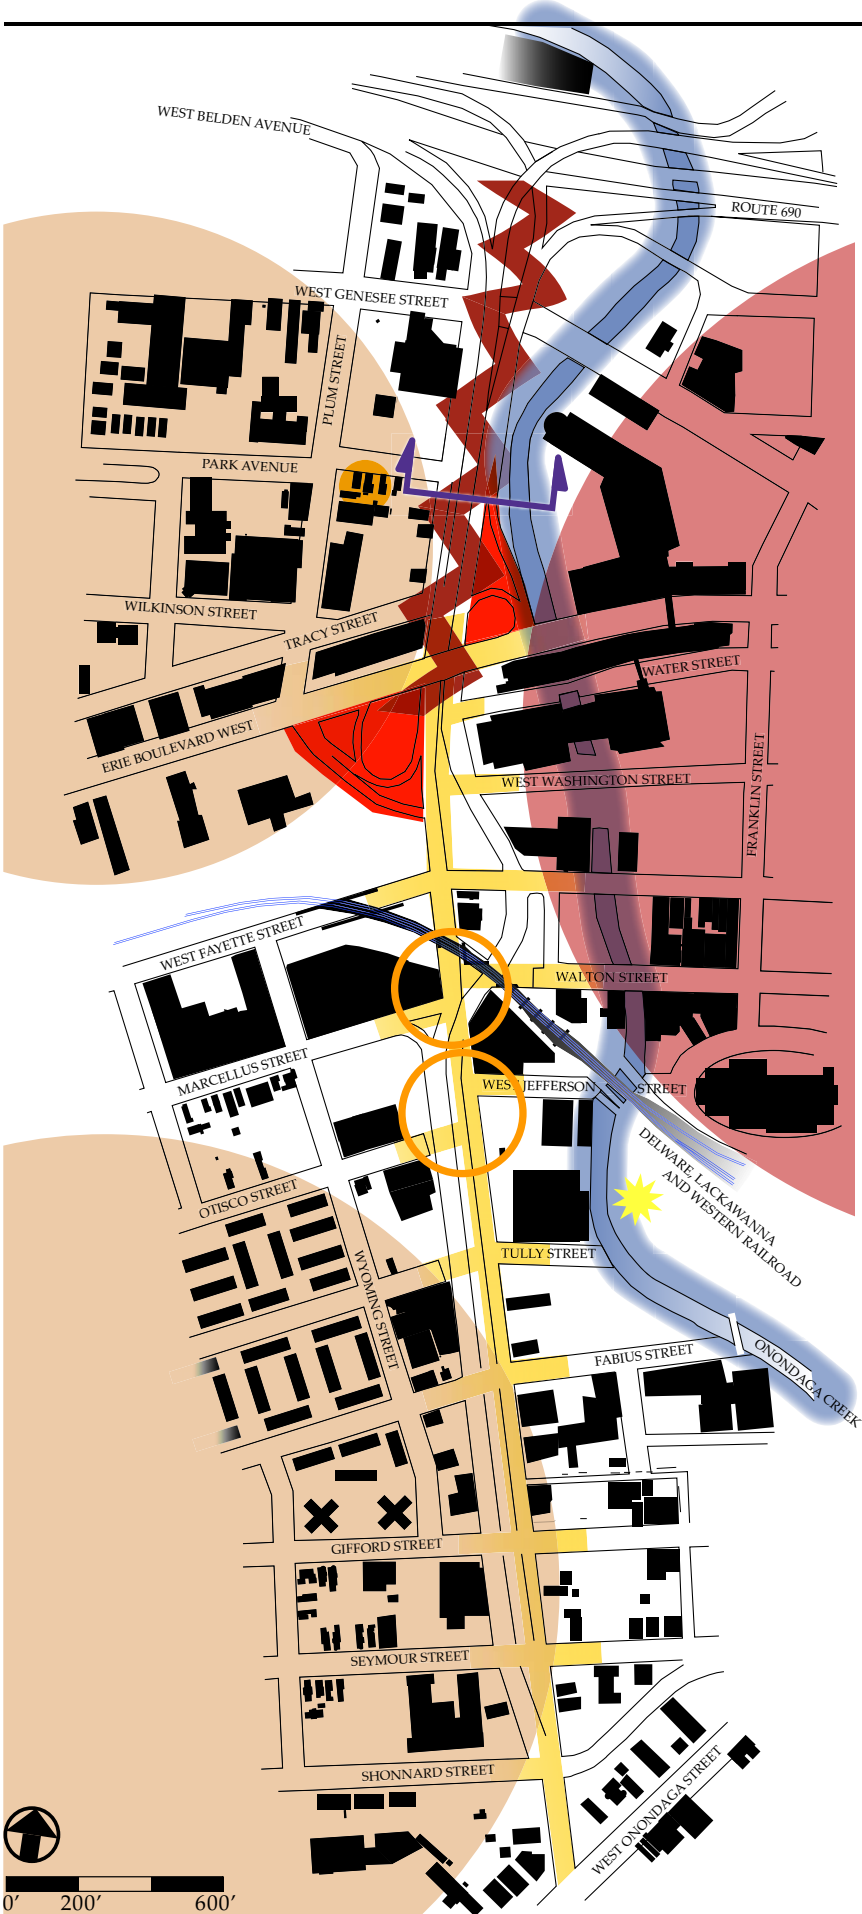 WEST BELDEN AVENUE
ROUTE 690
WEST GENESEE STREET
PLUM STREET
PARK AVENUE
WILKINSON STREET
TRACY STREET
WATER STREET
ERIE BOULEVARD WEST
FRANKLIN STREET
WEST WASHINGTON STREET
WEST FAYETTE STREET
WALTON STREET
MARCELLUS STREET
WEST JEFFERSON STREET
DELWARE, LACKAWANNA
AND WESTERN RAILROAD
OTISCO STREET
TULLY STREET
WYOMING STREET
FABIUS STREET
ONONDAGA CREEK
GIFFORD STREET
SEYMOUR STREET
SHONNARD STREET
WEST ONONDAGA STREET
0' 200' 600'